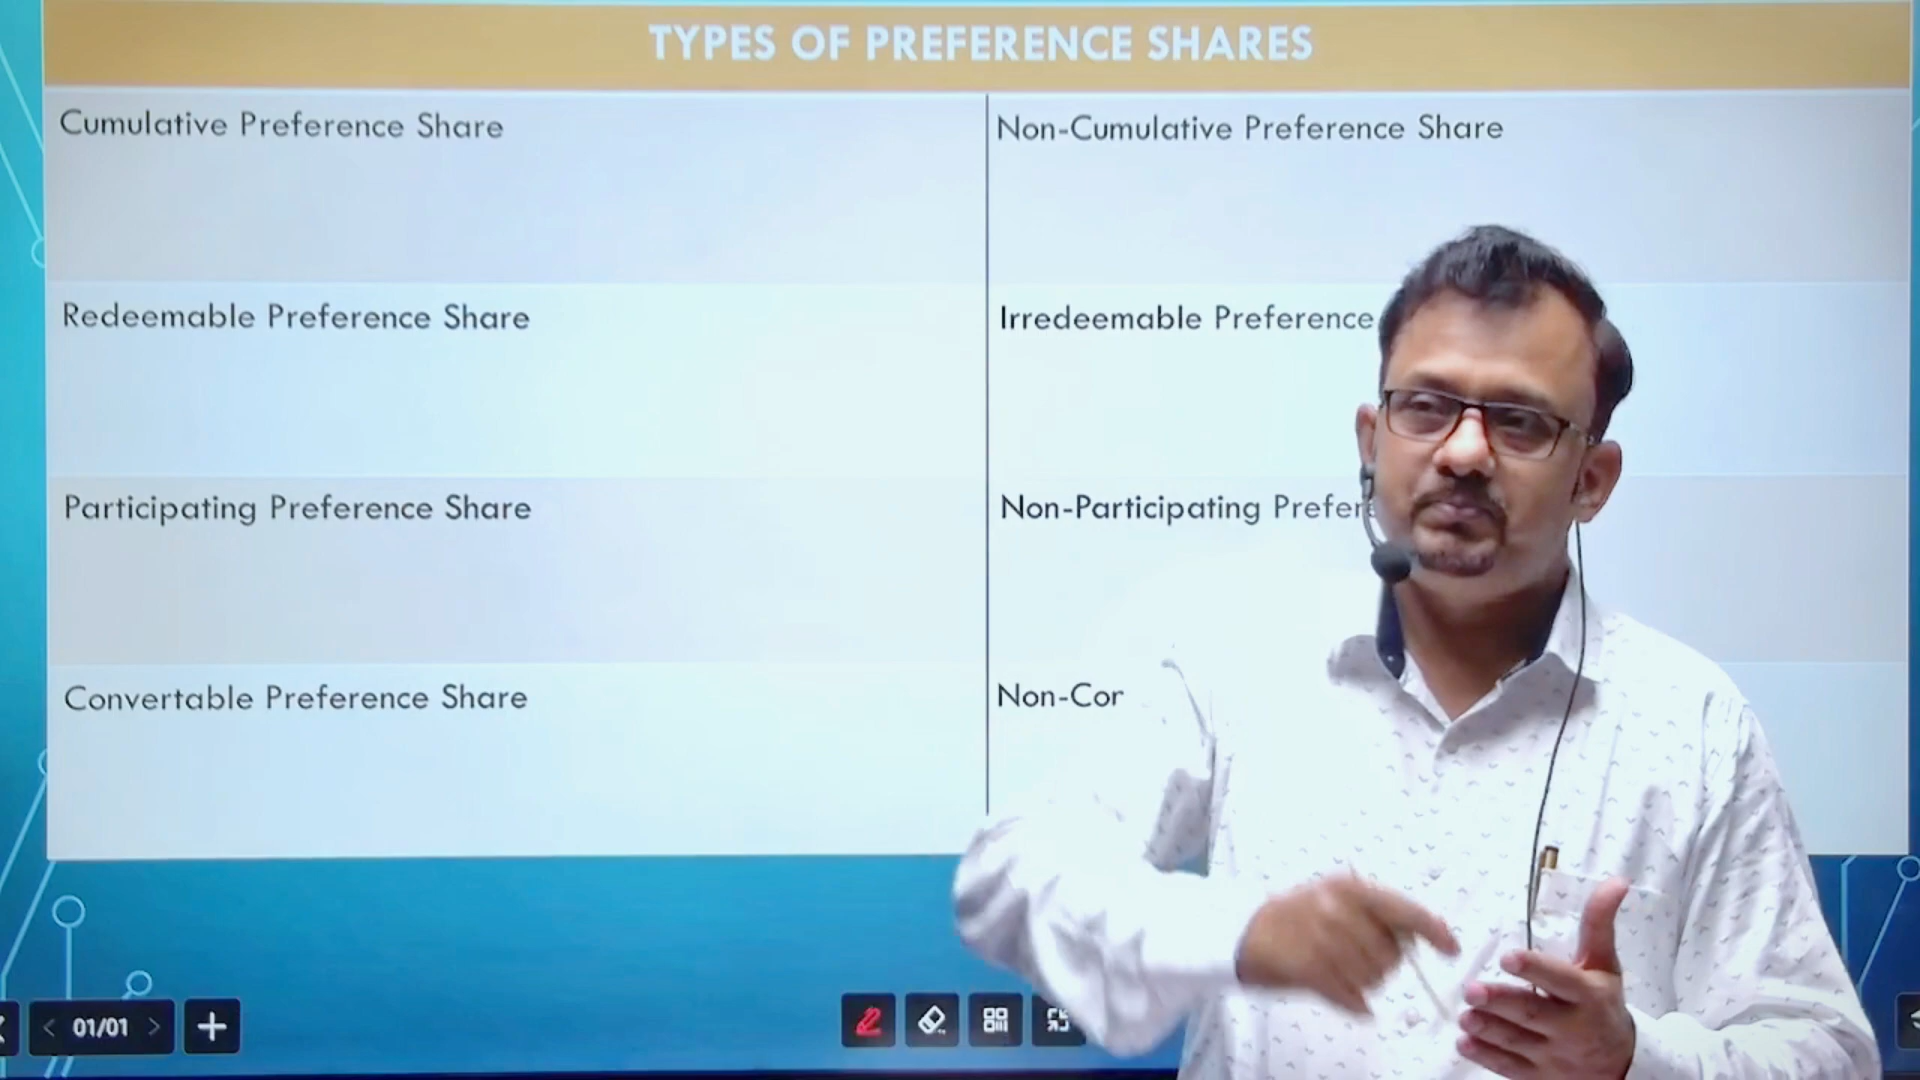 TYPES OF PREFERENCE SHARES
Cumulative Preference Share
Non-Cumulative Preference Share
Redeemable Preference Share
Irredeemable Preference
Participating Preference Share
Non-Participating Prefer
Convertable Preference Share
Non-Cor
01/01